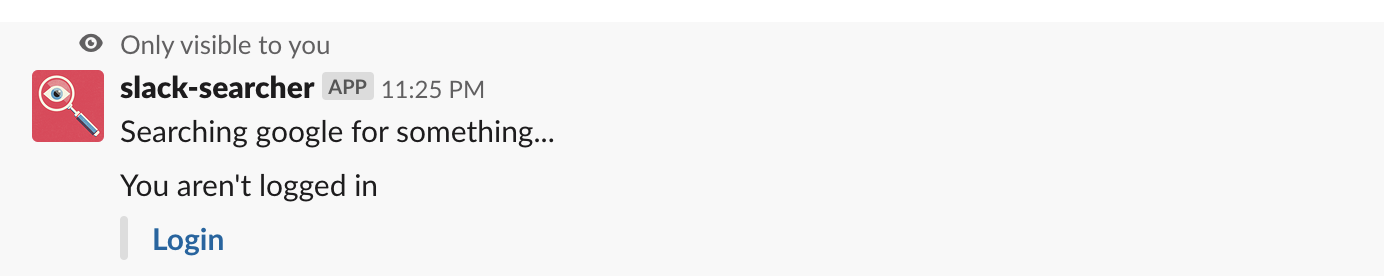 Only visible to you
slack-searcher APP 11:25 PM
Searching google for something...
You aren't logged in
Login